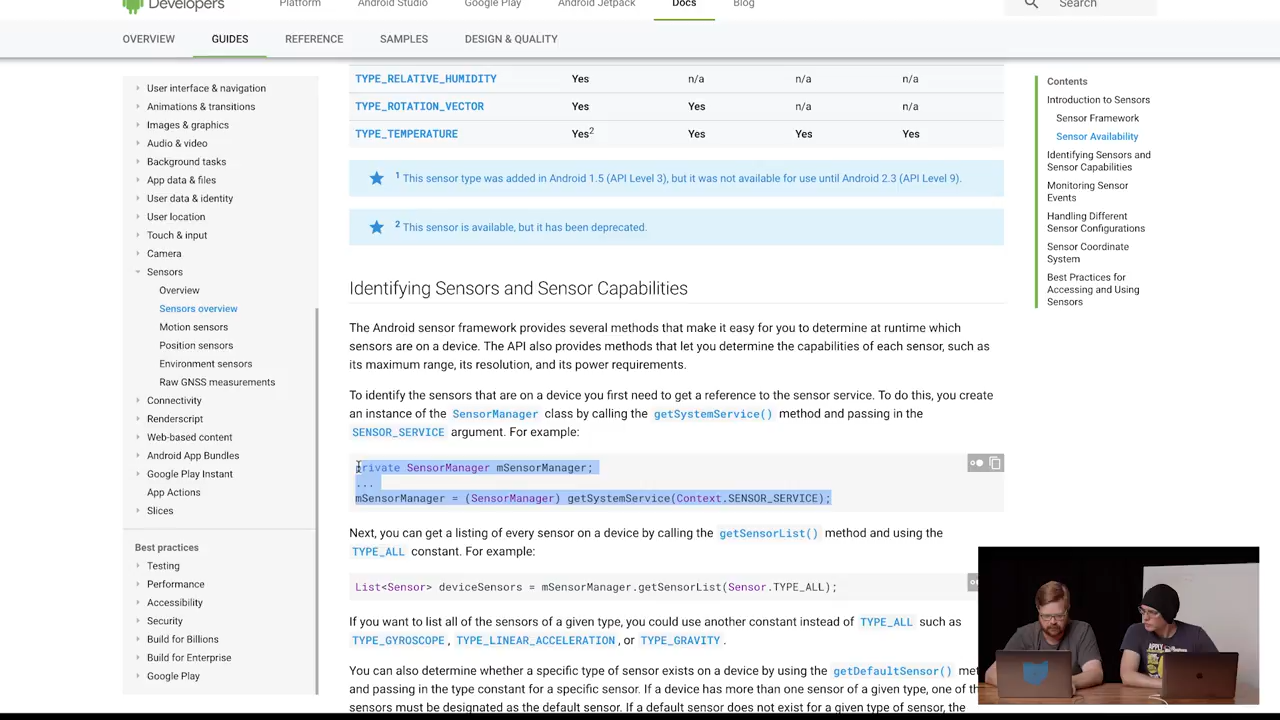 Developers
Platform
Android Studio
Google Play
Android Jetpack
Docs
Blog
Search
OVERVIEW
GUIDES
REFERENCE
SAMPLES
DESIGN & QUALITY
User interface & navigation
Animations & transitions
Images & graphics
Audio & video
Background tasks
App data & files
User data & identity
User location
Touch & input
Camera
Sensors
Overview
Sensors overview
Motion sensors
Position sensors
Environment sensors
Raw GNSS measurements
Connectivity
Renderscript
Web-based content
Android App Bundles
Google Play Instant
App Actions
Slices
Best practices
Testing
Performance
Accessibility
Security
Build for Billions
Build for Enterprise
Google Play
TYPE_RELATIVE_HUMIDITY Yes n/a n/a n/a
TYPE_ROTATION_VECTOR Yes Yes n/a n/a
TYPE_TEMPERATURE Yes2 Yes Yes Yes
1 This sensor type was added in Android 1.5 (API Level 3), but it was not available for use until Android 2.3 (API Level 9).
2 This sensor is available, but it has been deprecated.
Identifying Sensors and Sensor Capabilities
The Android sensor framework provides several methods that make it easy for you to determine at runtime which
sensors are on a device. The API also provides methods that let you determine the capabilities of each sensor, such as
its maximum range, its resolution, and its power requirements.
To identify the sensors that are on a device you first need to get a reference to the sensor service. To do this, you create
an instance of the SensorManager class by calling the getSystemService() method and passing in the
SENSOR_SERVICE argument. For example:
private SensorManager mSensorManager;
...
mSensorManager = (SensorManager) getSystemService(Context.SENSOR_SERVICE);
Next, you can get a listing of every sensor on a device by calling the getSensorList() method and using the
TYPE_ALL constant. For example:
List<Sensor> deviceSensors = mSensorManager.getSensorList(Sensor.TYPE_ALL);
If you want to list all of the sensors of a given type, you could use another constant instead of TYPE_ALL such as
TYPE_GYROSCOPE, TYPE_LINEAR_ACCELERATION, or TYPE_GRAVITY.
You can also determine whether a specific type of sensor exists on a device by using the getDefaultSensor() met
and passing in the type constant for a specific sensor. If a device has more than one sensor of a given type, one of th
sensors must be designated as the default sensor. If a default sensor does not exist for a given type of sensor, the
Contents
Introduction to Sensors
Sensor Framework
Sensor Availability
Identifying Sensors and
Sensor Capabilities
Monitoring Sensor
Events
Handling Different
Sensor Configurations
Sensor Coordinate
System
Best Practices for
Accessing and Using
Sensors